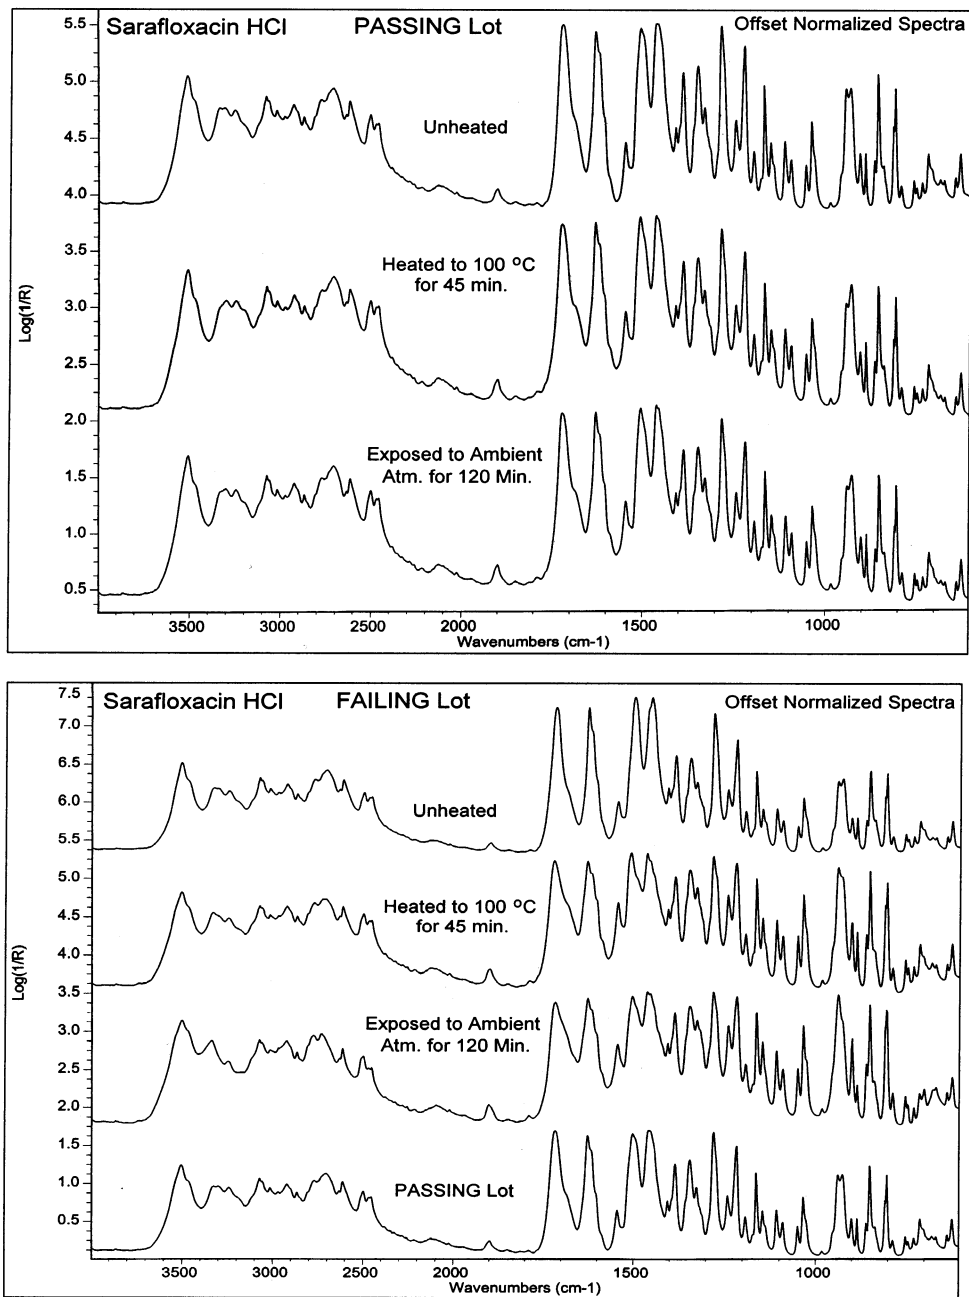 Sarafloxacin HCl PASSING Lot Offset Normalized Spectra
5.5
5.0
Unheated
4.5
4.0
3.5
Heated to 100 °C
for 45 min.
3.0
Log(1/R)
2.5
2.0
Exposed to Ambient
Atm. for 120 Min.
1.5
1.0
0.5
3500 3000 2500 2000 1500 1000
Wavenumbers (cm-1)
7.5
Sarafloxacin HCl FAILING Lot Offset Normalized Spectra
7.0
6.5
6.0
Unheated
5.5
5.0
Heated to 100 °C
for 45 min.
4.5
4.0
Log(1/R)
3.5
3.0
Exposed to Ambient
Atm. for 120 Min.
2.5
2.0
1.5
1.0
PASSING Lot
0.5
3500 3000 2500 2000 1500 1000
Wavenumbers (cm-1)